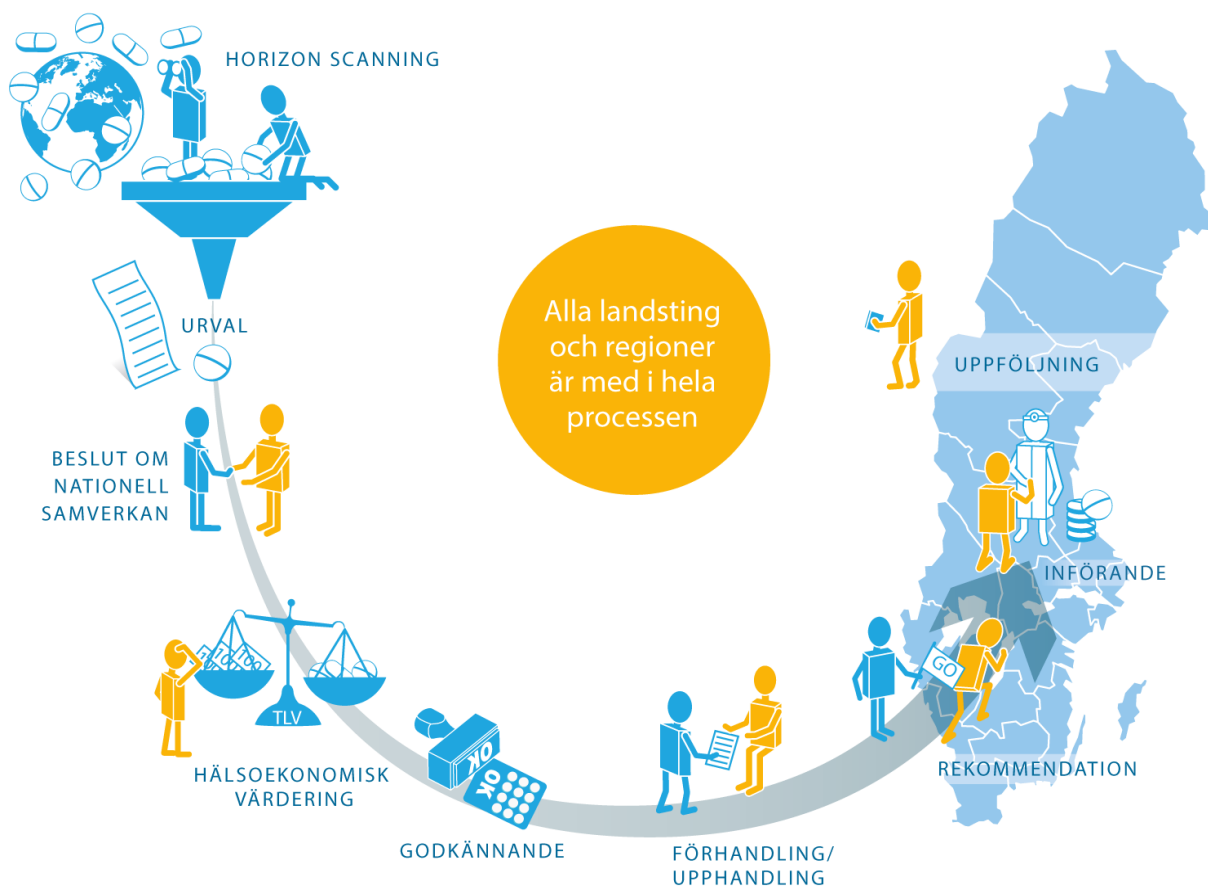 HORIZON SCANNING
URVAL
BESLUT OM
NATIONELL
SAMVERKAN
TLV
HÄLSOEKONOMISK
VÄRDERING
OK
OK
GODKÄNNANDE
FÖRHANDLING/
UPPHANDLING
GO
REKOMMENDATION
INFÖRANDE
UPPFÖLJNING
Alla landsting
och regioner
är med i hela
processen